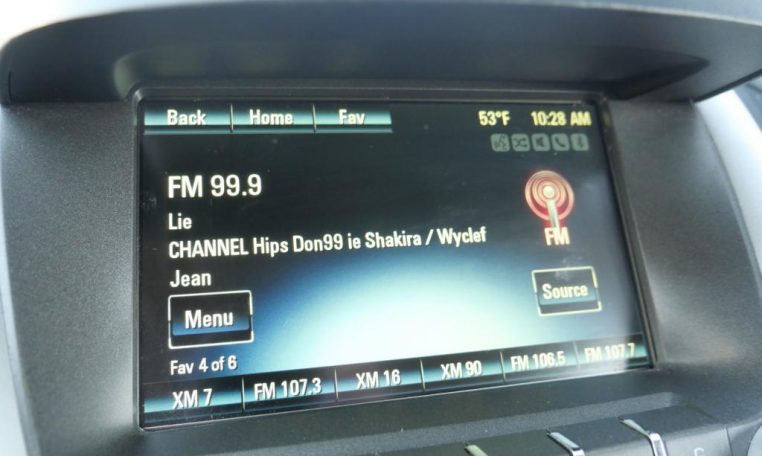 Back Home Fav 53°F 10:28 AM
FM 99.9
Lie
CHANNEL Hips Don99 ie Shakira / Wyclef
Jean
FM
Menu
Source
Fav 4 of 6
XM 7 FM 107.3 XM 16 XM 90 FM 106.5 FM 107.7
C